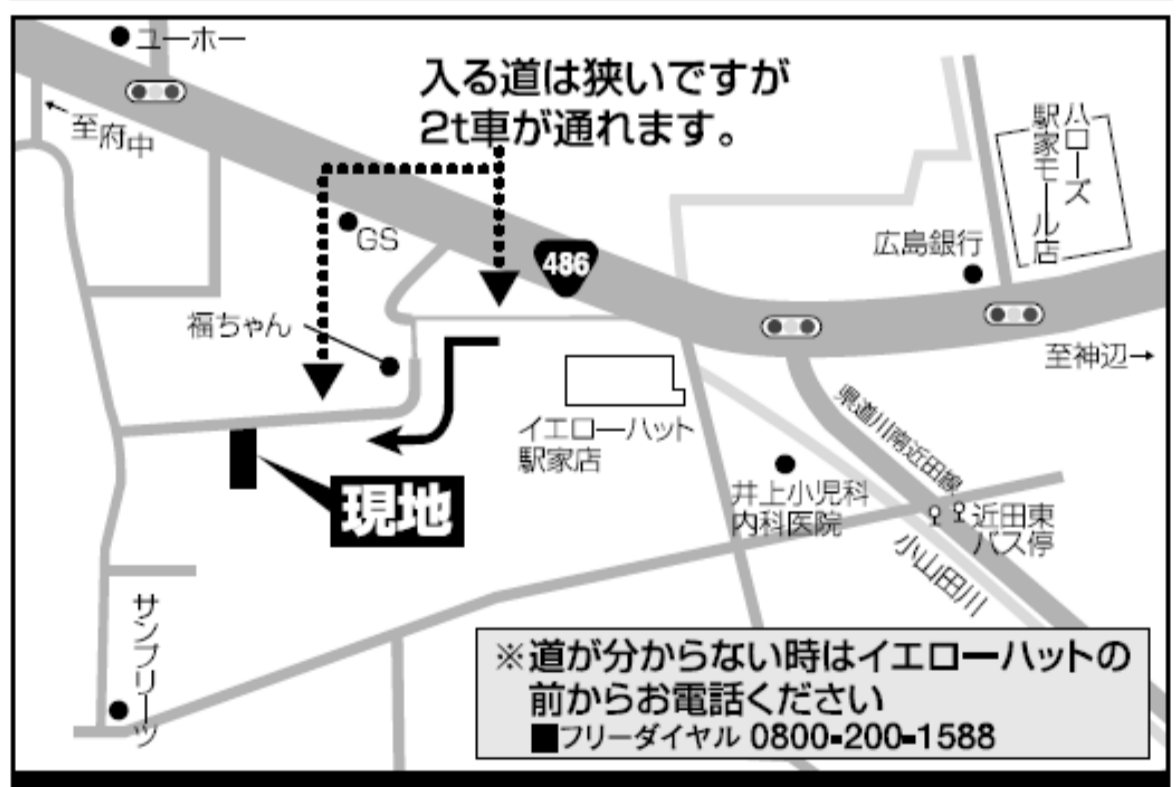 ユーホー
入る道は狭いですが
2t車が通れます。
←至府中
GS
486
広島銀行
ハローズ
駅家モール店
福ちゃん
至神辺→
イエローハット
駅家店
県道川南近田線
井上小児科
内科医院
近田東
バス停
小山田川
現地
サンブリーツ
※道が分からない時はイエローハットの
前からお電話ください
■フリーダイヤル 0800-200-1588